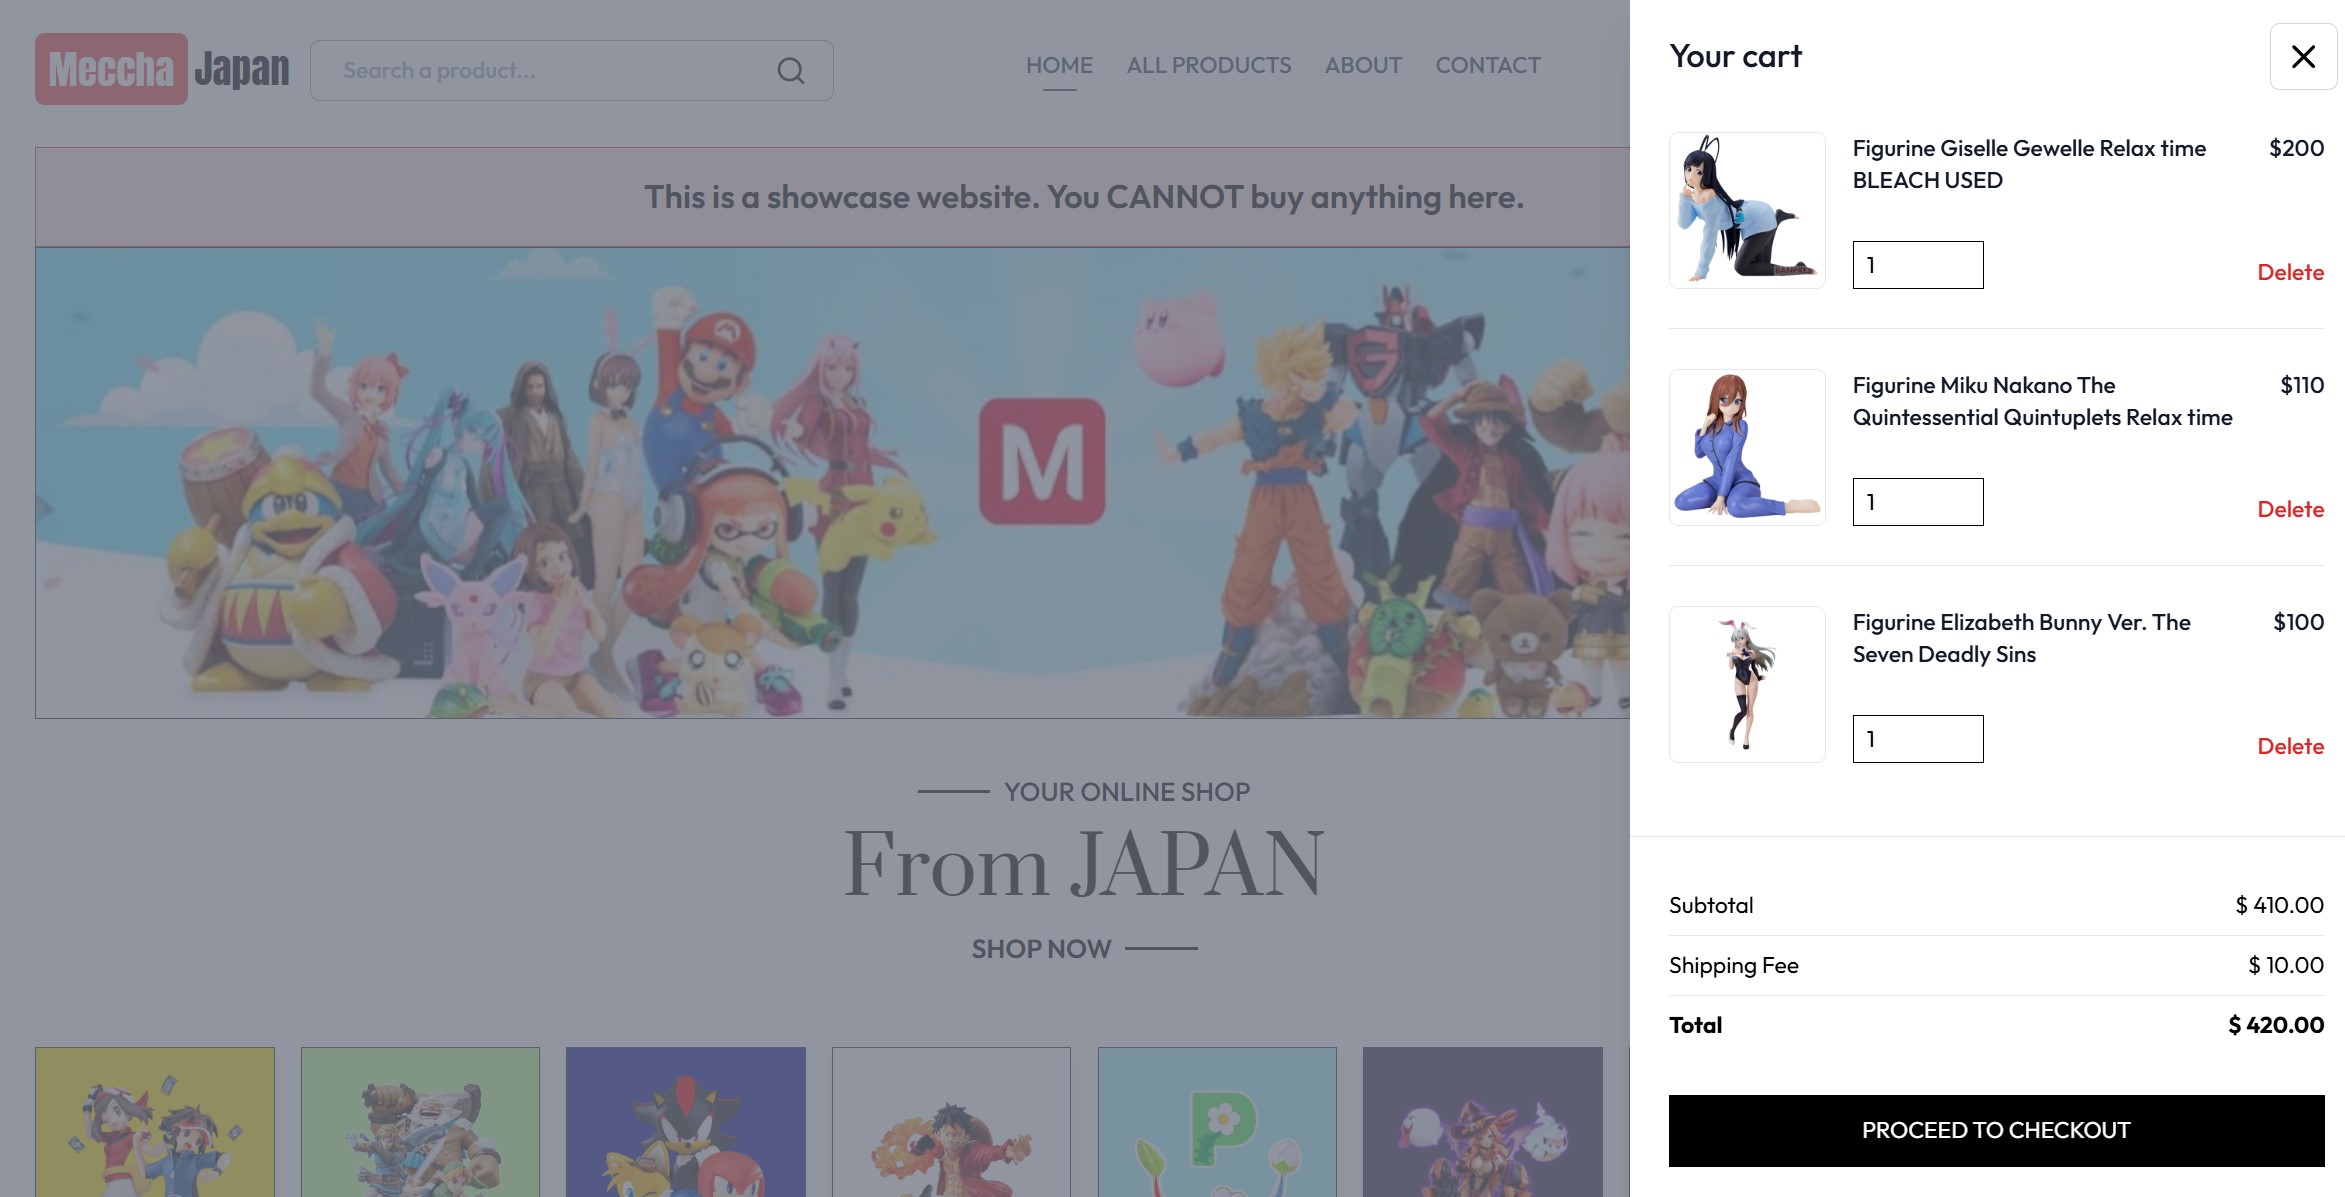 Meccha Japan
Search a product...
HOME
ALL PRODUCTS
ABOUT
CONTACT
This is a showcase website. You CANNOT buy anything here.
M
M
YOUR ONLINE SHOP
From JAPAN
SHOP NOW
P
Your cart
Figurine Giselle Gewelle Relax time
BLEACH USED
$200
1
Delete
BANPRES
Figurine Miku Nakano The
Quintessential Quintuplets Relax time
$110
1
Delete
Figurine Elizabeth Bunny Ver. The
Seven Deadly Sins
$100
1
Delete
Subtotal
$ 410.00
Shipping Fee
$ 10.00
Total
$ 420.00
PROCEED TO CHECKOUT